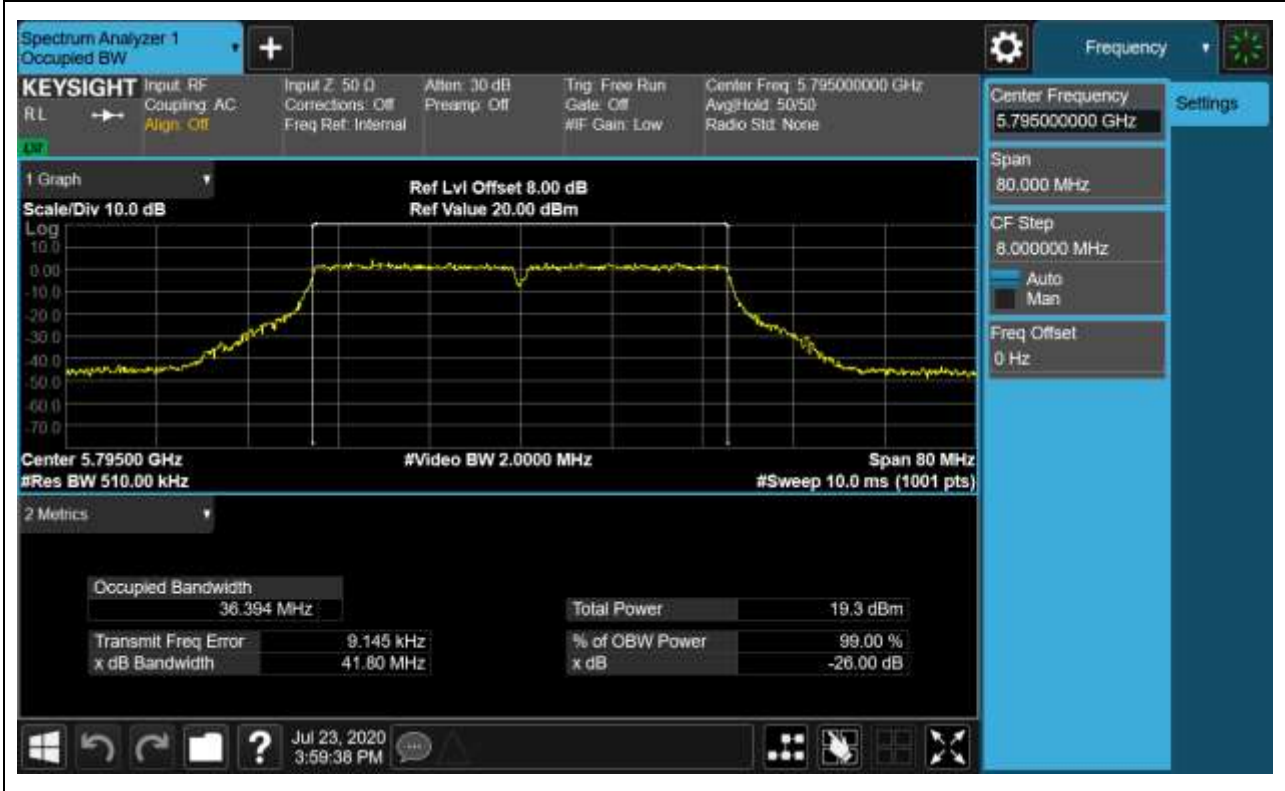 Spectrum Analyzer 1
Occupied BW
Frequency
KEYSIGHT
RL
Input: RF
Coupling: AC
Align: Off
Input Z: 50 Ω
Corrections: Off
Freq Ref: Internal
Atten: 30 dB
Preamp: Off
Trig: Free Run
Gate: Off
#IF Gain: Low
Center Freq: 5.795000000 GHz
Avg|Hold: 50/50
Radio Std: None
Center Frequency
5.795000000 GHz
Settings
Span
80.000 MHz
CF Step
8.000000 MHz
Auto
Man
Freq Offset
0 Hz
1 Graph
Scale/Div 10.0 dB
Ref Lvl Offset 8.00 dB
Ref Value 20.00 dBm
Log
10.0
0.00
-10.0
-20.0
-30.0
-40.0
-50.0
-60.0
-70.0
Center 5.79500 GHz
#Video BW 2.0000 MHz
Span 80 MHz
#Res BW 510.00 kHz
#Sweep 10.0 ms (1001 pts)
2 Metrics
Occupied Bandwidth
36.394 MHz
Total Power 19.3 dBm
Transmit Freq Error 9.145 kHz
% of OBW Power 99.00 %
x dB Bandwidth 41.80 MHz
x dB -26.00 dB
?
Jul 23, 2020
3:59:38 PM